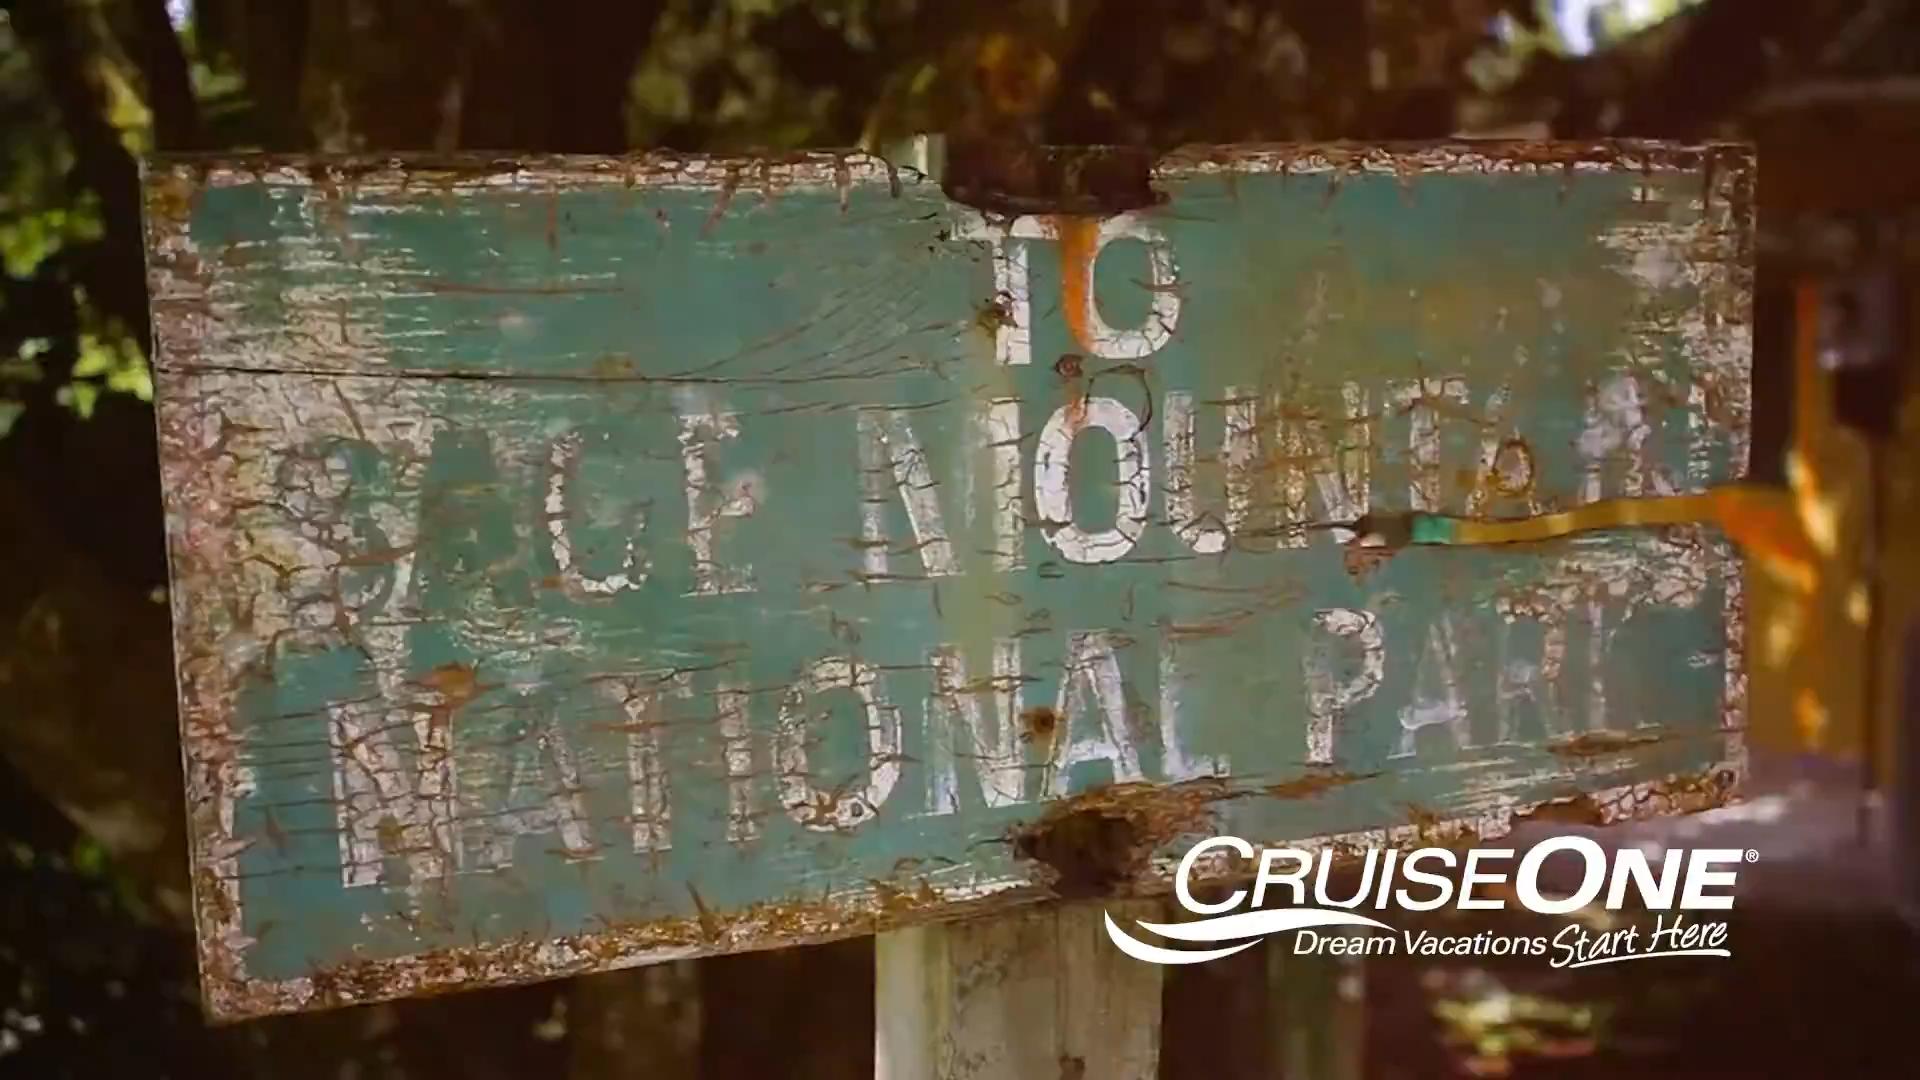 TO
MOUNTAIN
NATIONAL PARK
CRUISEONE®
Dream Vacations Start Here